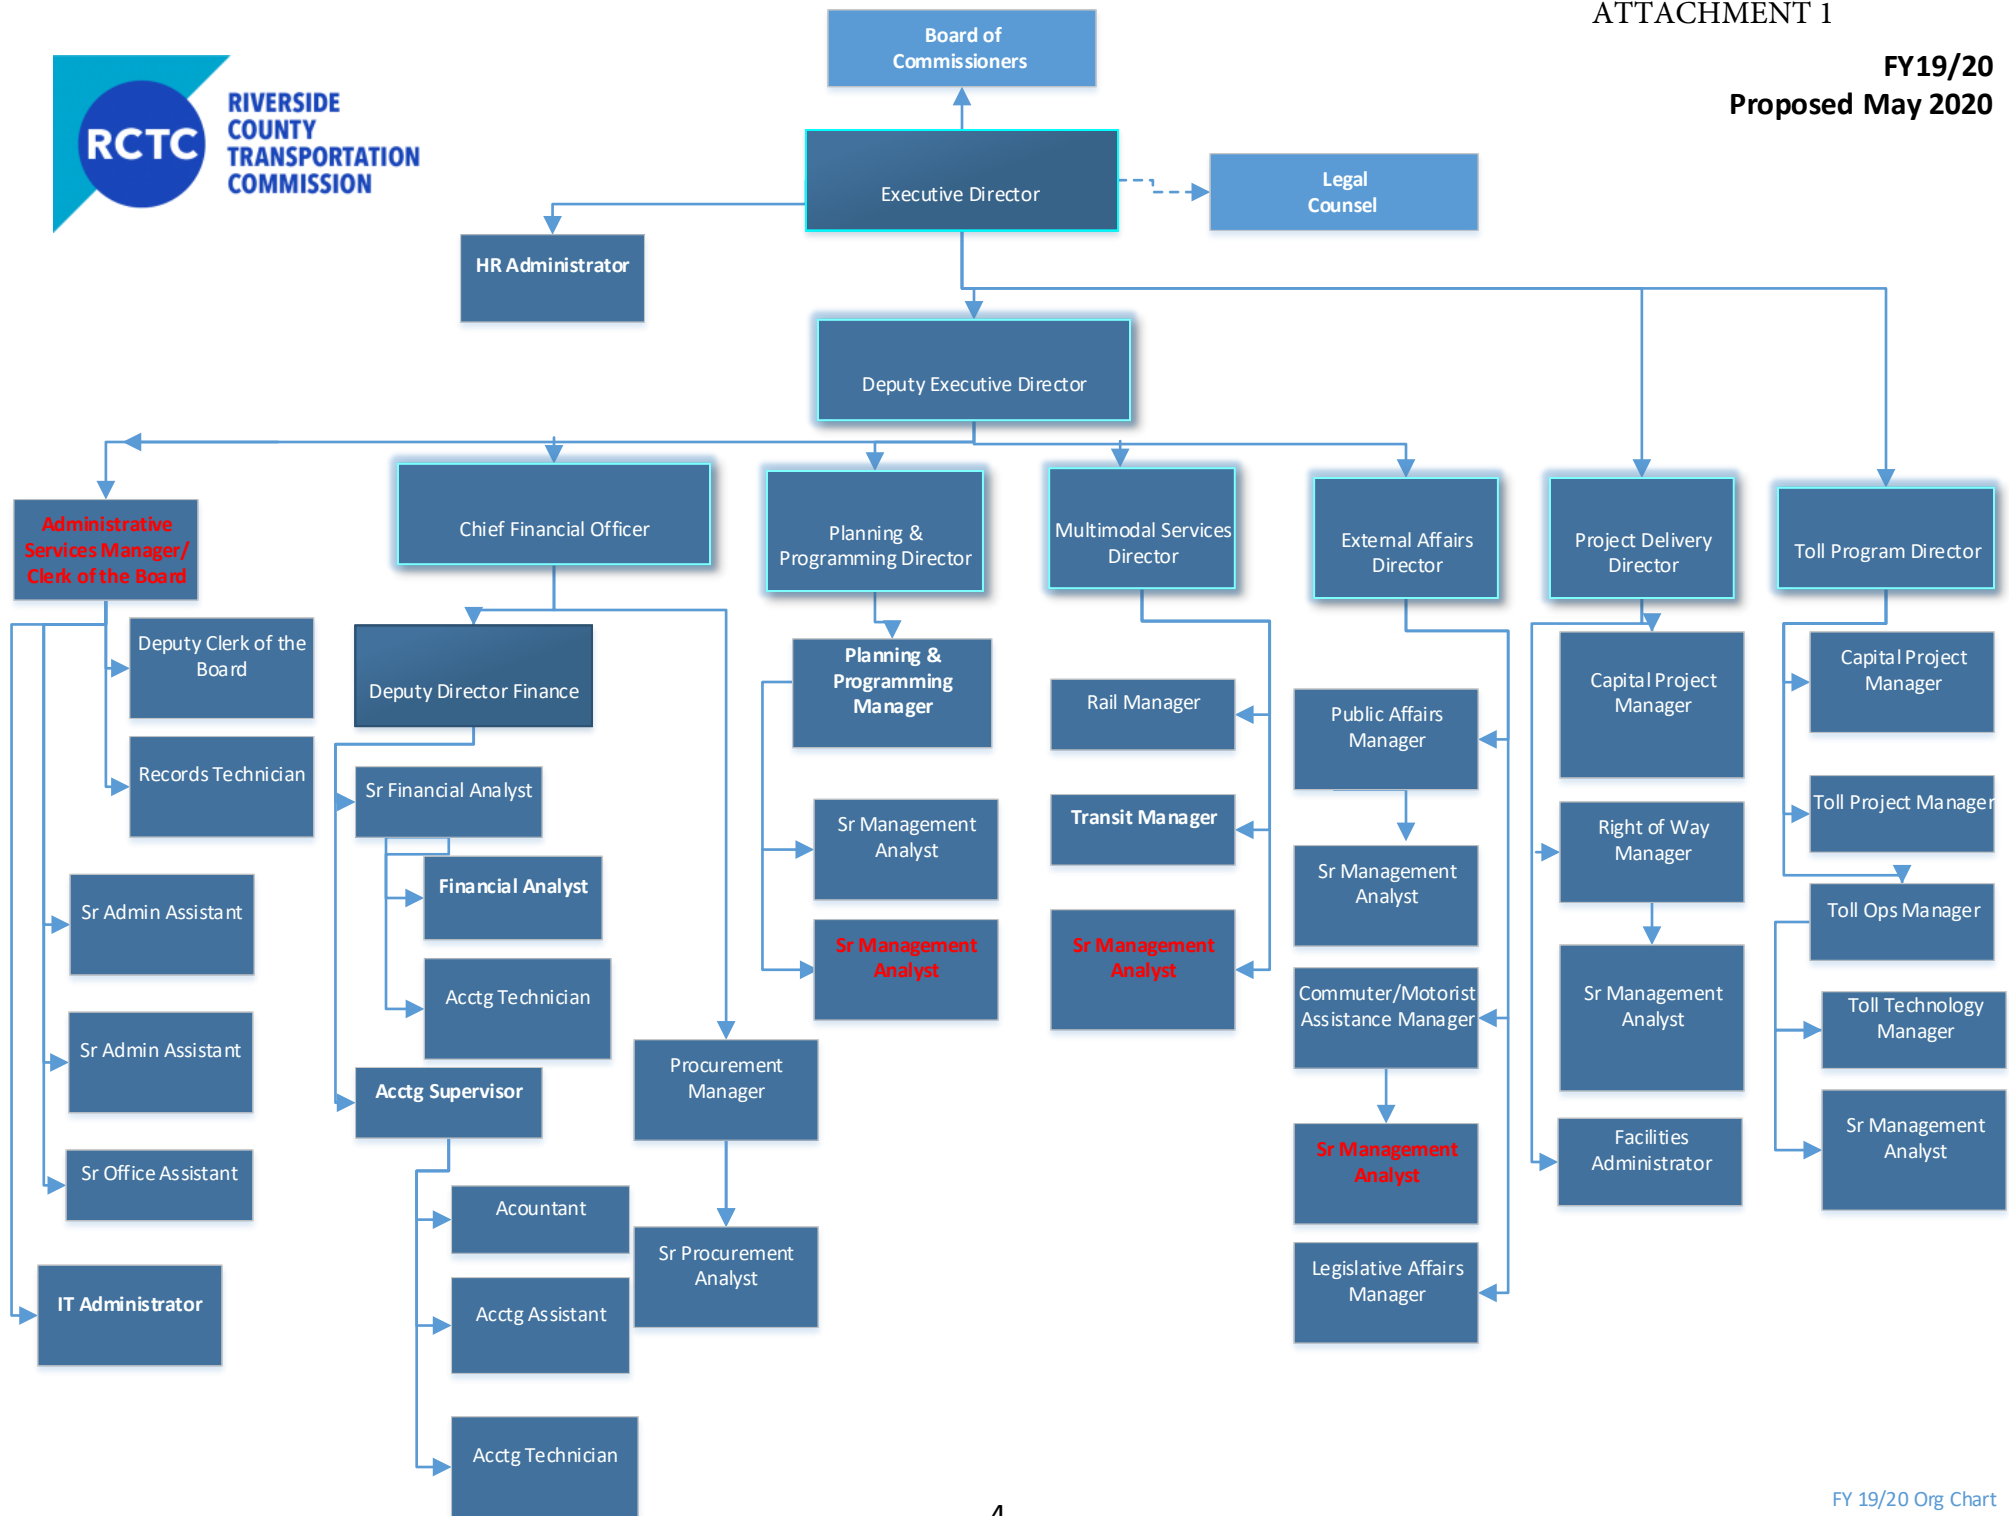 ATTACHMENT 1
FY19/20
Proposed May 2020
RCTC
RIVERSIDE
COUNTY
TRANSPORTATION
COMMISSION
Board of
Commissioners
Executive Director
Legal
Counsel
HR Administrator
Deputy Executive Director
Administrative
Services Manager/
Clerk of the Board
Deputy Clerk of the
Board
Records Technician
Sr Admin Assistant
Sr Admin Assistant
Sr Office Assistant
IT Administrator
Chief Financial Officer
Deputy Director Finance
Sr Financial Analyst
Financial Analyst
Acctg Technician
Acctg Supervisor
Acountant
Acctg Assistant
Acctg Technician
Procurement
Manager
Sr Procurement
Analyst
Planning &
Programming Director
Planning &
Programming
Manager
Sr Management
Analyst
Sr Management
Analyst
Multimodal Services
Director
Rail Manager
Transit Manager
Sr Management
Analyst
External Affairs
Director
Public Affairs
Manager
Sr Management
Analyst
Commuter/Motorist
Assistance Manager
Sr Management
Analyst
Legislative Affairs
Manager
Project Delivery
Director
Capital Project
Manager
Right of Way
Manager
Sr Management
Analyst
Facilities
Administrator
Toll Program Director
Capital Project
Manager
Toll Project Manager
Toll Ops Manager
Toll Technology
Manager
Sr Management
Analyst
4
FY 19/20 Org Chart